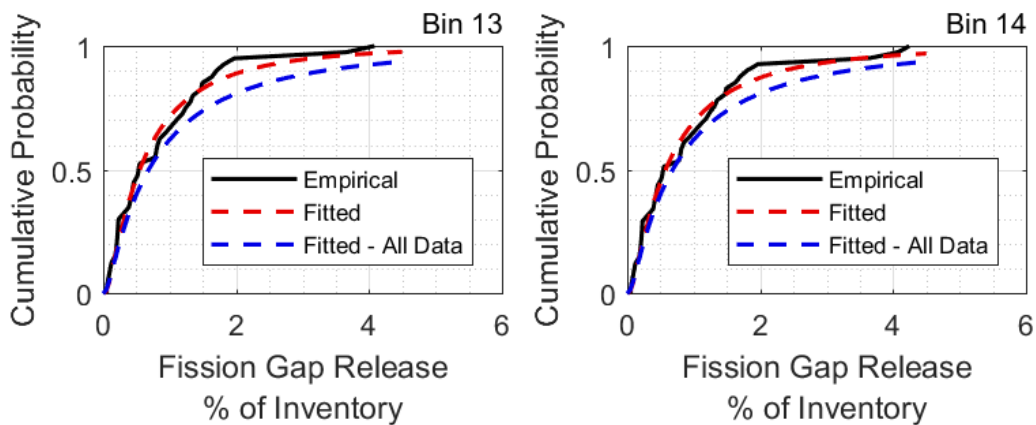 Bin 13
Cumulative Probability
1
0.5
0
Empirical
Fitted
Fitted - All Data
0 2 4 6
Fission Gap Release
% of Inventory
Bin 14
Cumulative Probability
1
0.5
0
Empirical
Fitted
Fitted - All Data
0 2 4 6
Fission Gap Release
% of Inventory